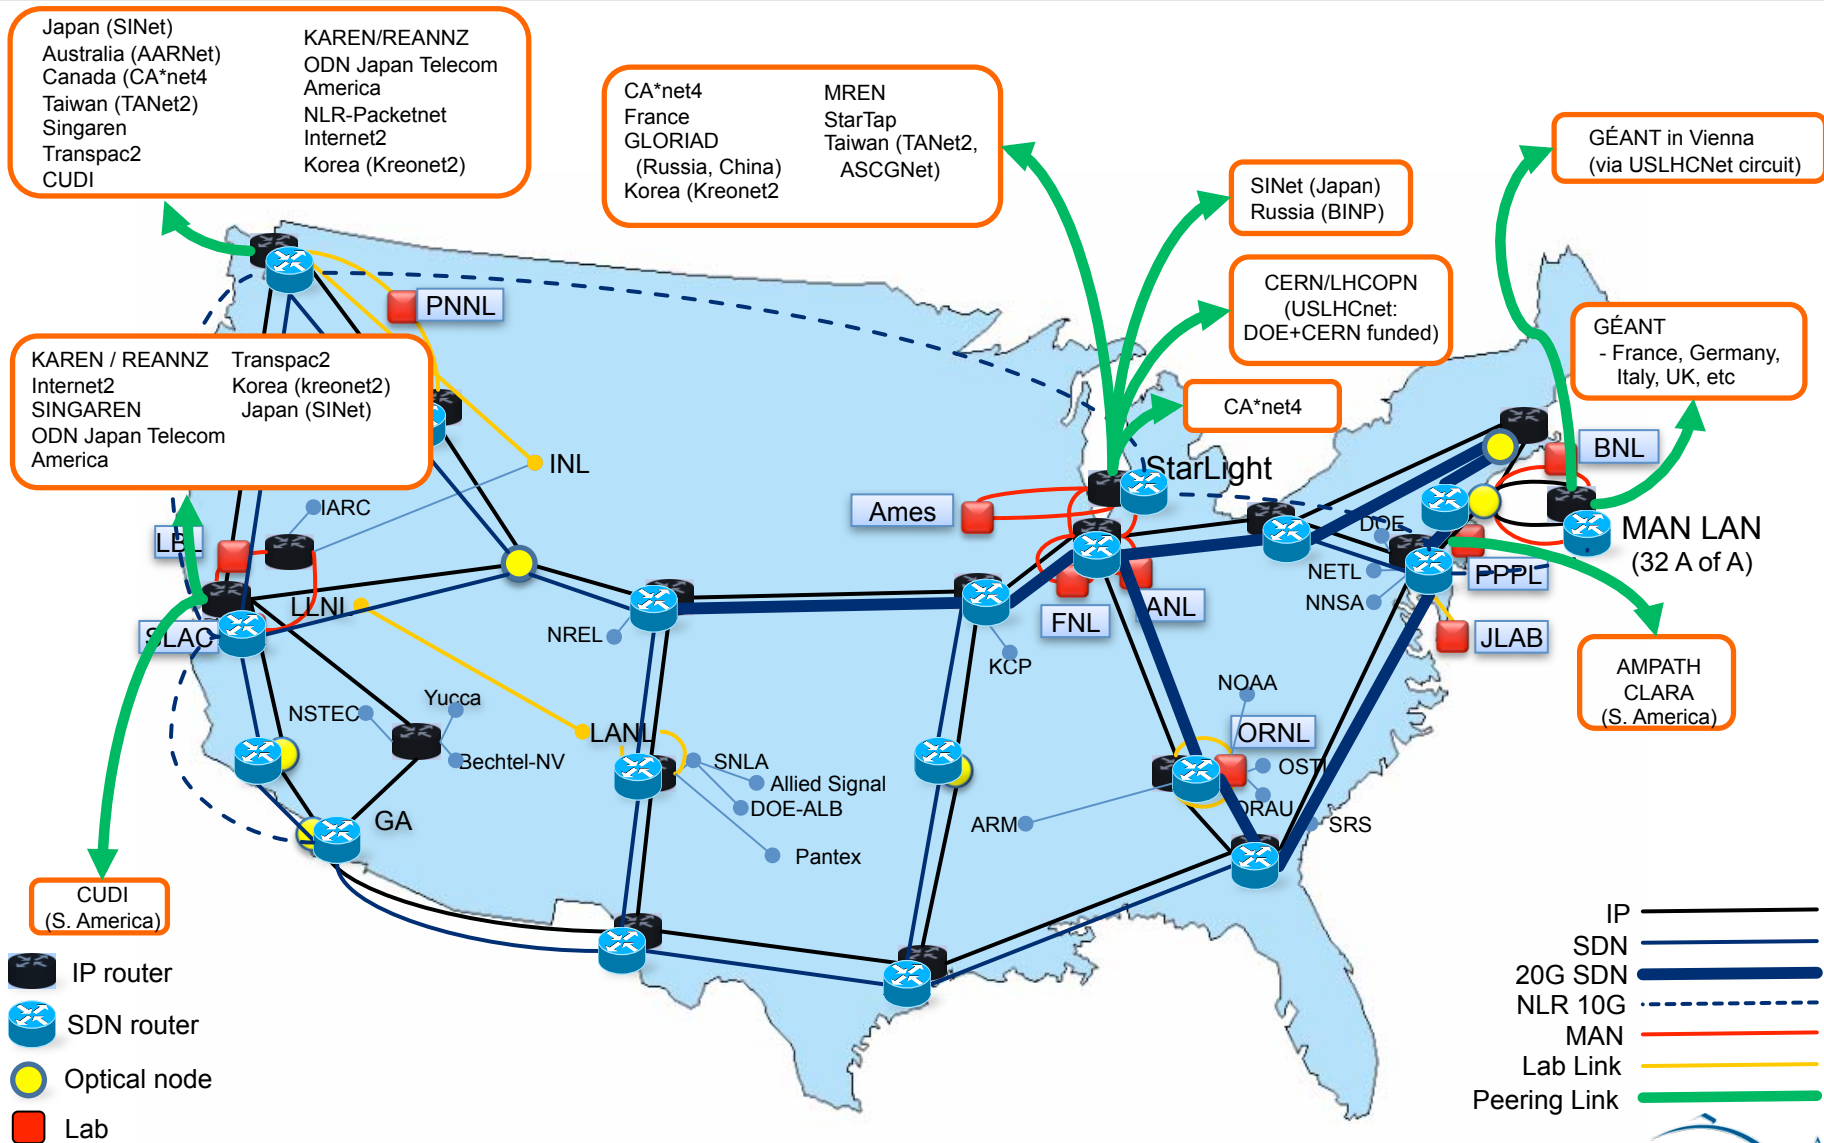 Japan (SINet)
Australia (AARNet)
Canada (CA*net4
Taiwan (TANet2)
Singaren
Transpac2
CUDI
KAREN/REANNZ
ODN Japan Telecom
America
NLR-Packetnet
Internet2
Korea (Kreonet2)
CA*net4
France
GLORIAD
(Russia, China)
Korea (Kreonet2
MREN
StarTap
Taiwan (TANet2,
ASCGNet)
GÉANT in Vienna
(via USLHCNet circuit)
SINet (Japan)
Russia (BINP)
CERN/LHCOPN
(USLHCnet:
DOE+CERN funded)
GÉANT
- France, Germany,
Italy, UK, etc
CA*net4
PNNL
KAREN / REANNZ
Internet2
SINGAREN
ODN Japan Telecom
America
Transpac2
Korea (kreonet2)
Japan (SINet)
INL
StarLight
BNL
IARC
Ames
LBL
DOE
MAN LAN
(32 A of A)
NETL
PPPL
NNSA
LLNL
SLAC
NREL
FNL
ANL
JLAB
KCP
NOAA
Yucca
NSTEC
LANL
ORNL
AMPATH
CLARA
(S. America)
Bechtel-NV
SNLA
Allied Signal
DOE-ALB
OSTI
ORAU
GA
ARM
SRS
Pantex
CUDI
(S. America)
IP router
SDN router
Optical node
Lab
IP
SDN
20G SDN
NLR 10G
MAN
Lab Link
Peering Link